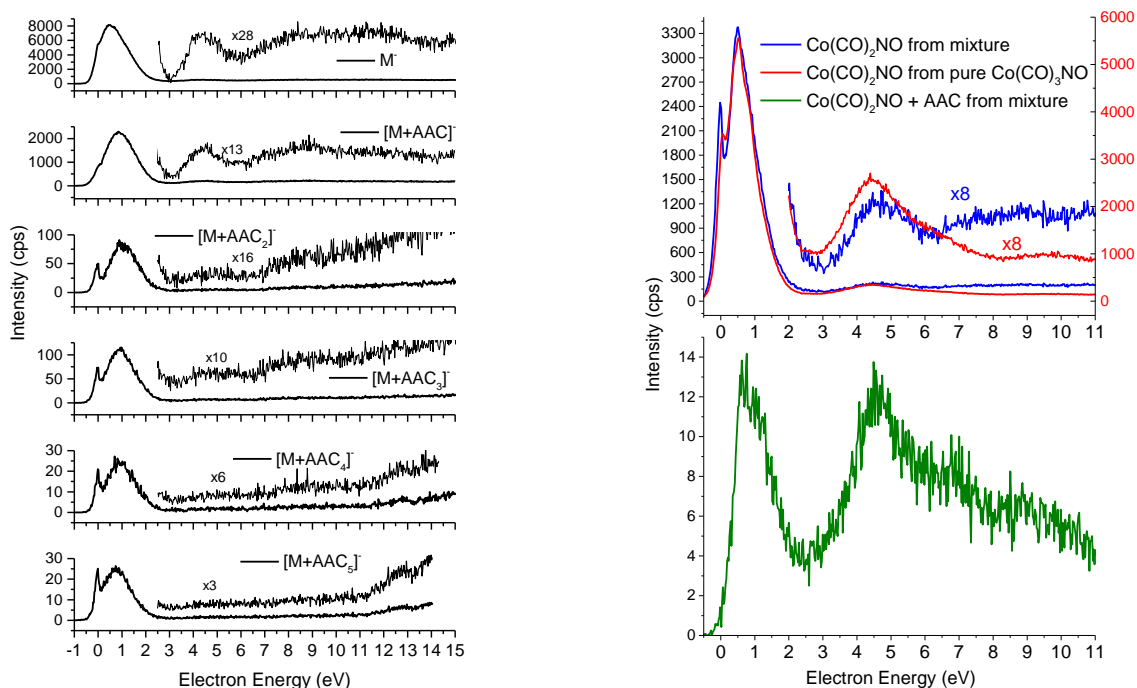 8000
6000
4000
2000
0
x28
M-
2000
1000
0
x13
[M+AAC]-
100
50
0
x16
[M+AAC2]-
100
75
50
25
0
x10
[M+AAC3]-
30
20
10
0
x6
[M+AAC4]-
30
20
10
0
x3
[M+AAC5]-
-1 0 1 2 3 4 5 6 7 8 9 10 11 12 13 14 15
Electron Energy (eV)
Intensity (cps)
3300
3000
2700
2400
2100
1800
1500
1200
900
600
300
0
6000
5000
4000
3000
2000
1000
0
Co(CO)2NO from mixture
Co(CO)2NO from pure Co(CO)3NO
Co(CO)2NO + AAC from mixture
x8
x8
0 1 2 3 4 5 6 7 8 9 10 11
Intensity (cps)
14
12
10
8
6
4
2
0
0 1 2 3 4 5 6 7 8 9 10 11
Electron Energy (eV)